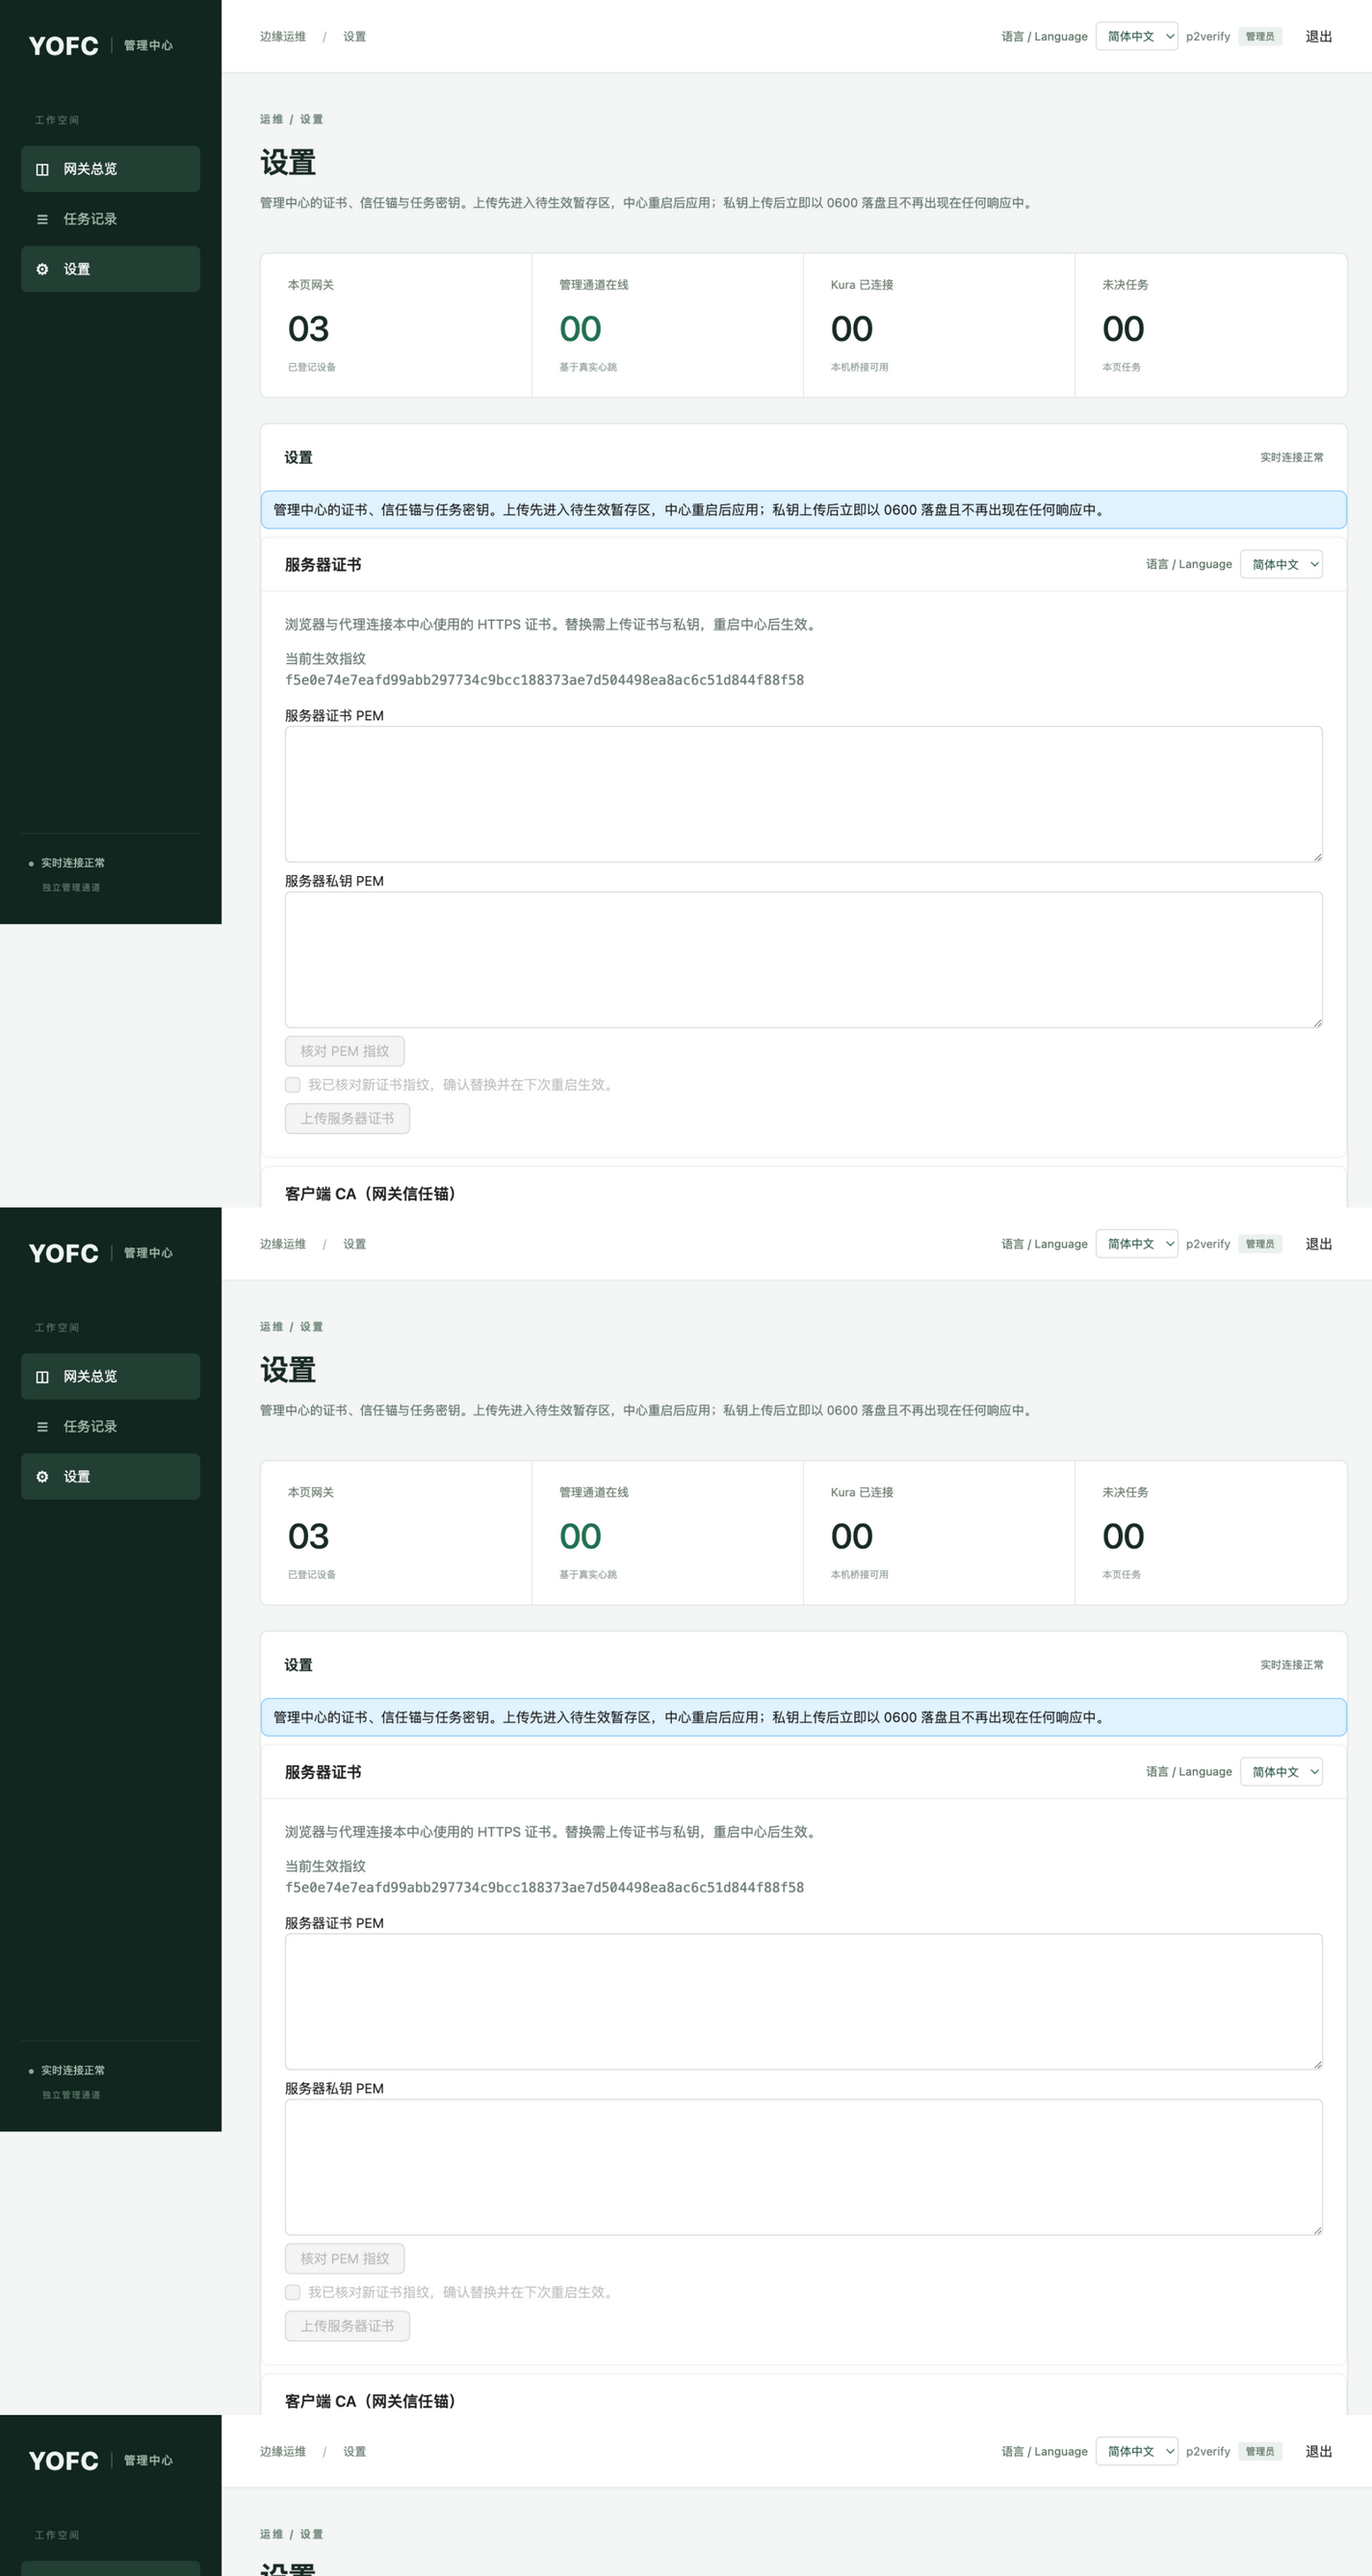 YOFC 管理中心
工作空间
网关总览
任务记录
设置
实时连接正常
独立管理通道
边缘运维 / 设置
语言 / Language 简体中文 p2verify 管理员 退出
运维 / 设置
设置
管理中心的证书、信任锚与任务密钥。上传先进入待生效暂存区，中心重启后应用；私钥上传后立即以 0600 落盘且不再出现在任何响应中。
本页网关 管理通道在线 Kura 已连接 未决任务
03 00 00 00
已登记设备 基于真实心跳 本机桥接可用 本页任务
设置 实时连接正常
管理中心的证书、信任锚与任务密钥。上传先进入待生效暂存区，中心重启后应用；私钥上传后立即以 0600 落盘且不再出现在任何响应中。
服务器证书 语言 / Language 简体中文
浏览器与代理连接本中心使用的 HTTPS 证书。替换需上传证书与私钥，重启中心后生效。
当前生效指纹
f5e0e74e7eafd99abb297734c9bcc188373ae7d504498ea8ac6c51d844f88f58
服务器证书 PEM
服务器私钥 PEM
核对 PEM 指纹
我已核对新证书指纹，确认替换并在下次重启生效。
上传服务器证书
客户端 CA（网关信任锚）
YOFC 管理中心
工作空间
网关总览
任务记录
设置
实时连接正常
独立管理通道
边缘运维 / 设置
语言 / Language 简体中文 p2verify 管理员 退出
运维 / 设置
设置
管理中心的证书、信任锚与任务密钥。上传先进入待生效暂存区，中心重启后应用；私钥上传后立即以 0600 落盘且不再出现在任何响应中。
本页网关 管理通道在线 Kura 已连接 未决任务
03 00 00 00
已登记设备 基于真实心跳 本机桥接可用 本页任务
设置 实时连接正常
管理中心的证书、信任锚与任务密钥。上传先进入待生效暂存区，中心重启后应用；私钥上传后立即以 0600 落盘且不再出现在任何响应中。
服务器证书 语言 / Language 简体中文
浏览器与代理连接本中心使用的 HTTPS 证书。替换需上传证书与私钥，重启中心后生效。
当前生效指纹
f5e0e74e7eafd99abb297734c9bcc188373ae7d504498ea8ac6c51d844f88f58
服务器证书 PEM
服务器私钥 PEM
核对 PEM 指纹
我已核对新证书指纹，确认替换并在下次重启生效。
上传服务器证书
客户端 CA（网关信任锚）
YOFC 管理中心
工作空间
边缘运维 / 设置
语言 / Language 简体中文 p2verify 管理员 退出
运维 / 设置
设置